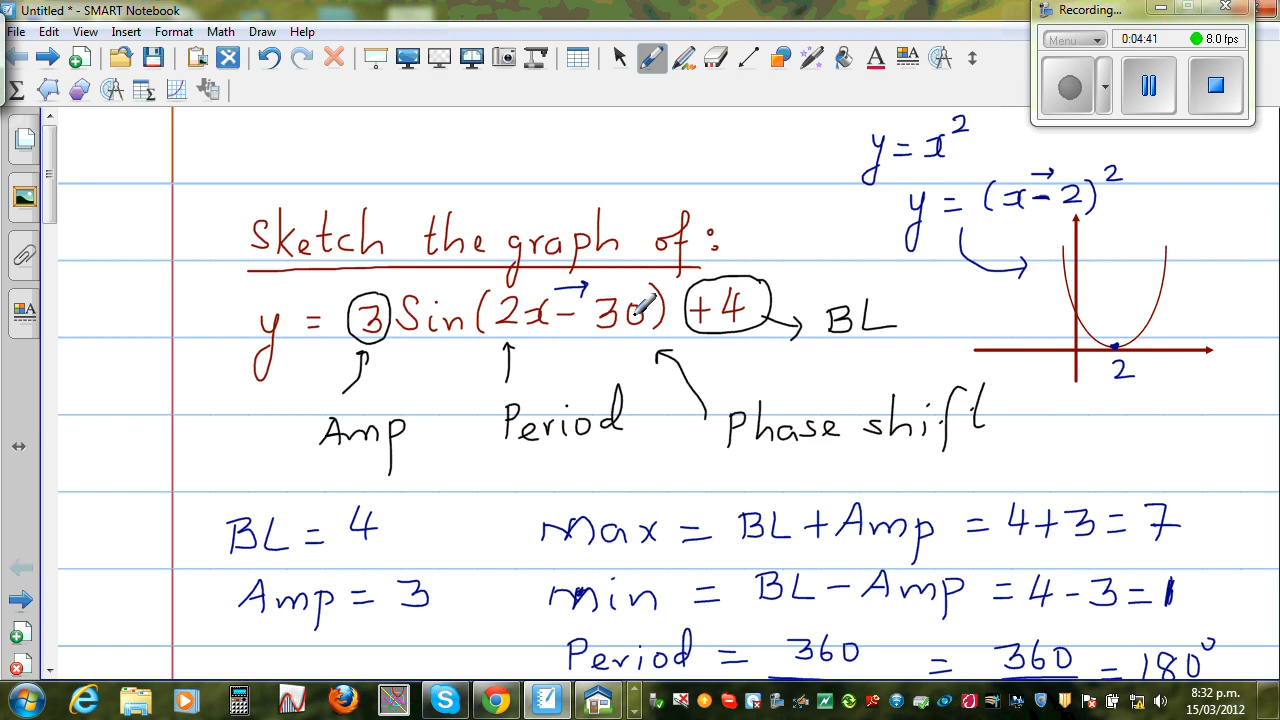 Untitled * - SMART Notebook
File Edit View Insert Format Math Draw Help
Recording...
Menu 0:04:41 8.0 fps
y = x²
y = (x - 2)²
Sketch the graph of :
y = 3 Sin(2x - 30) + 4
BL
2
Amp Period Phase shift
BL = 4
max = BL + Amp = 4 + 3 = 7
Amp = 3
min = BL - Amp = 4 - 3 = 1
Period = 360 = 360 = 180°
8:32 p.m.
15/03/2012